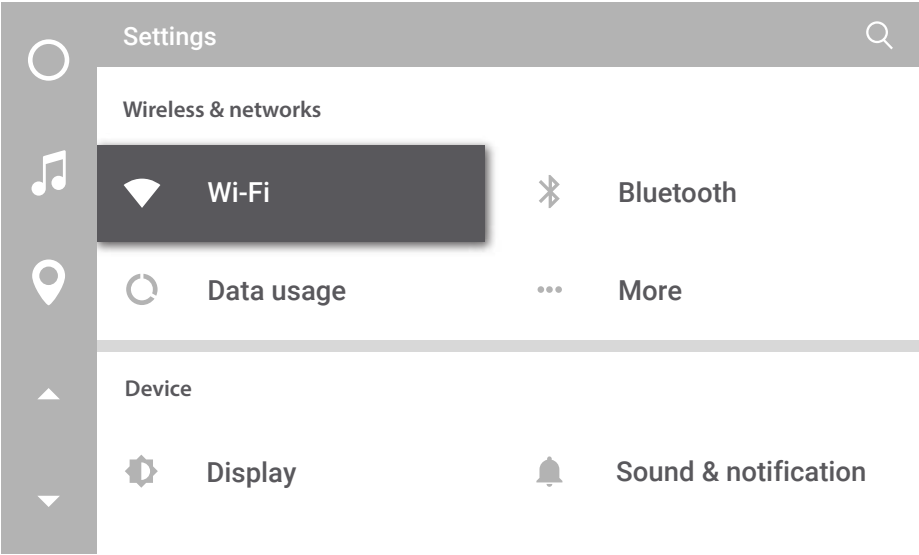 Settings
Wireless & networks
Wi-Fi
Bluetooth
Data usage
More
Device
Display
Sound & notification